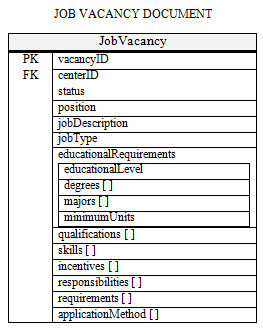 JOB VACANCY DOCUMENT
JobVacancy
PK vacancyID
FK centerID
status
position
jobDescription
jobType
educationalRequirements
educationalLevel
degrees [ ]
majors [ ]
minimumUnits
qualifications [ ]
skills [ ]
incentives [ ]
responsibilities [ ]
requirements [ ]
applicationMethod [ ]